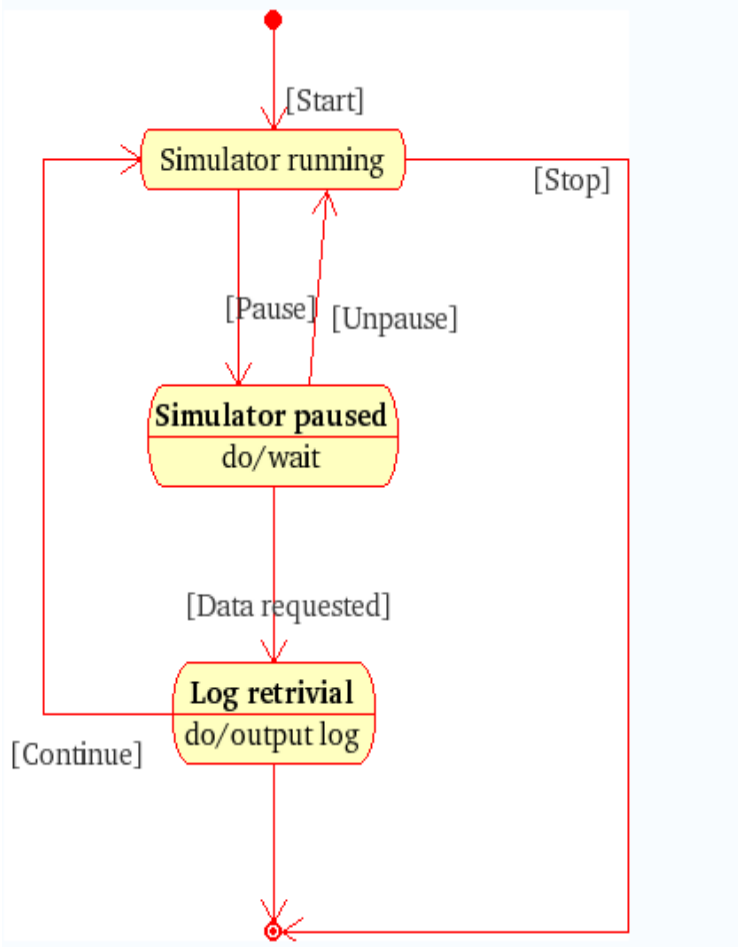 [Start]
Simulator running
[Stop]
[Pause]
[Unpause]
Simulator paused
do/wait
[Data requested]
Log retrivial
do/output log
[Continue]